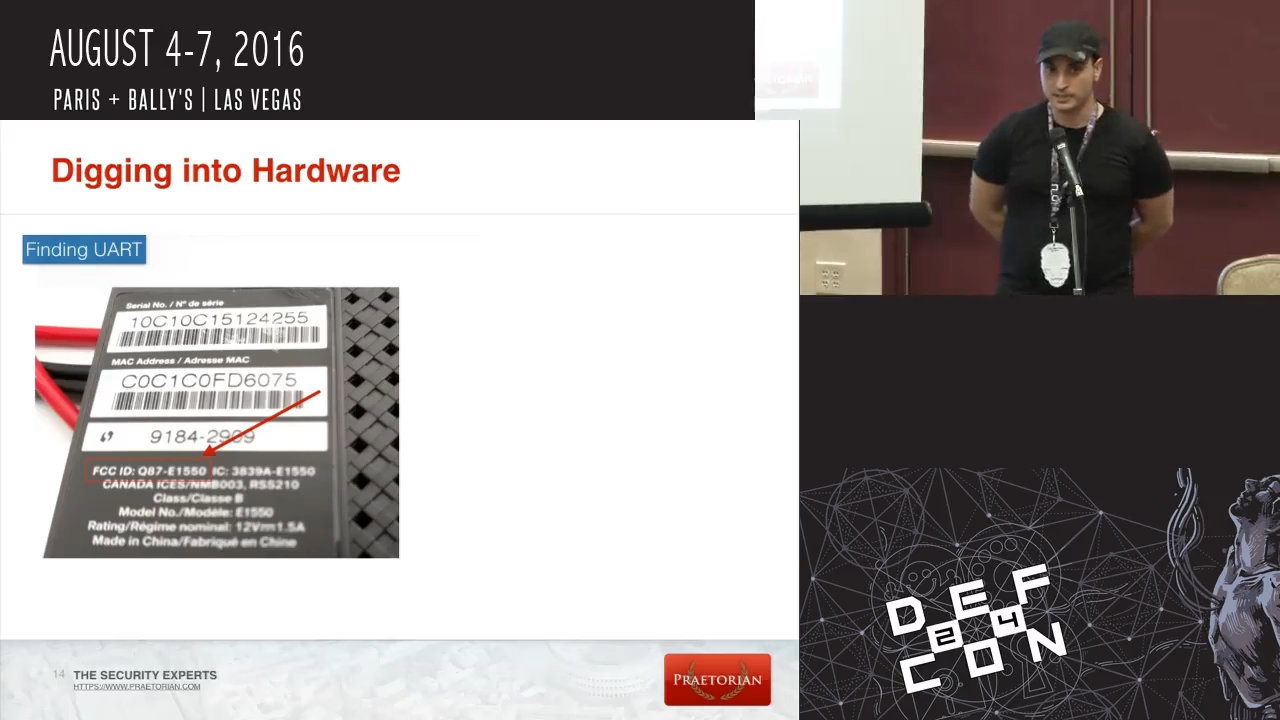 AUGUST 4-7, 2016
PARIS + BALLY'S | LAS VEGAS
Digging into Hardware
Finding UART
Serial No. / N° de série
10C10C15124255
MAC Address / Adresse MAC
C0C1C0FD6075
9184-2909
FCC ID: Q87-E1550 IC: 3839A-E1550
CANADA ICES/NMB003, RSS210
Class/Classe B
Model No./Modèle: E1550
Rating/Régime nominal: 12V⎓1.5A
Made in China/Fabriqué en Chine
14 THE SECURITY EXPERTS
HTTPS://WWW.PRAETORIAN.COM
PRAETORIAN
DEF
24
CON